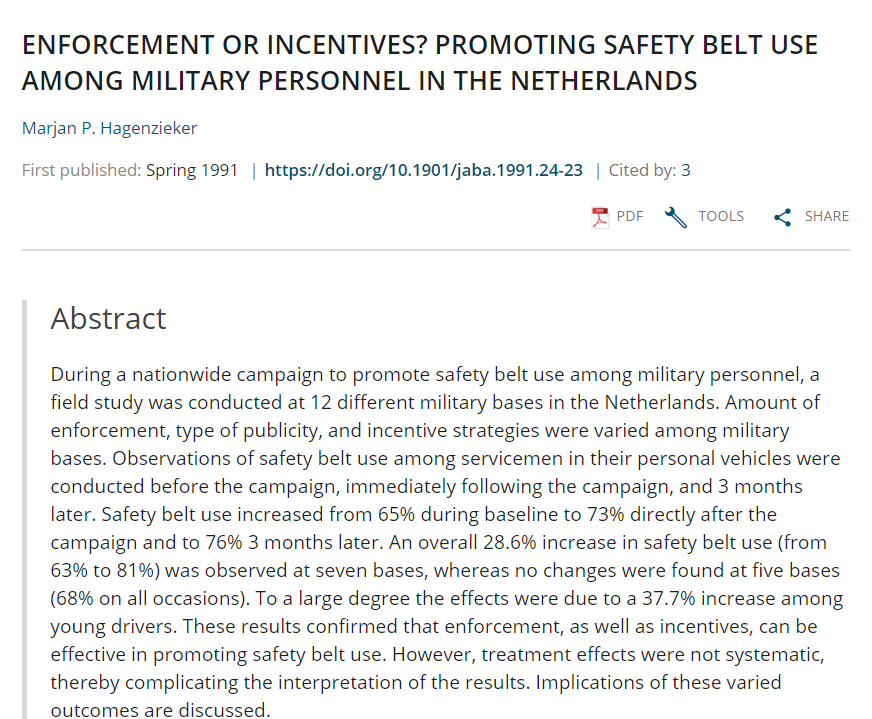 ENFORCEMENT OR INCENTIVES? PROMOTING SAFETY BELT USE
AMONG MILITARY PERSONNEL IN THE NETHERLANDS
Marjan P. Hagenzieker
First published: Spring 1991 | https://doi.org/10.1901/jaba.1991.24-23 | Cited by: 3
PDF TOOLS SHARE
Abstract
During a nationwide campaign to promote safety belt use among military personnel, a
field study was conducted at 12 different military bases in the Netherlands. Amount of
enforcement, type of publicity, and incentive strategies were varied among military
bases. Observations of safety belt use among servicemen in their personal vehicles were
conducted before the campaign, immediately following the campaign, and 3 months
later. Safety belt use increased from 65% during baseline to 73% directly after the
campaign and to 76% 3 months later. An overall 28.6% increase in safety belt use (from
63% to 81%) was observed at seven bases, whereas no changes were found at five bases
(68% on all occasions). To a large degree the effects were due to a 37.7% increase among
young drivers. These results confirmed that enforcement, as well as incentives, can be
effective in promoting safety belt use. However, treatment effects were not systematic,
thereby complicating the interpretation of the results. Implications of these varied
outcomes are discussed.